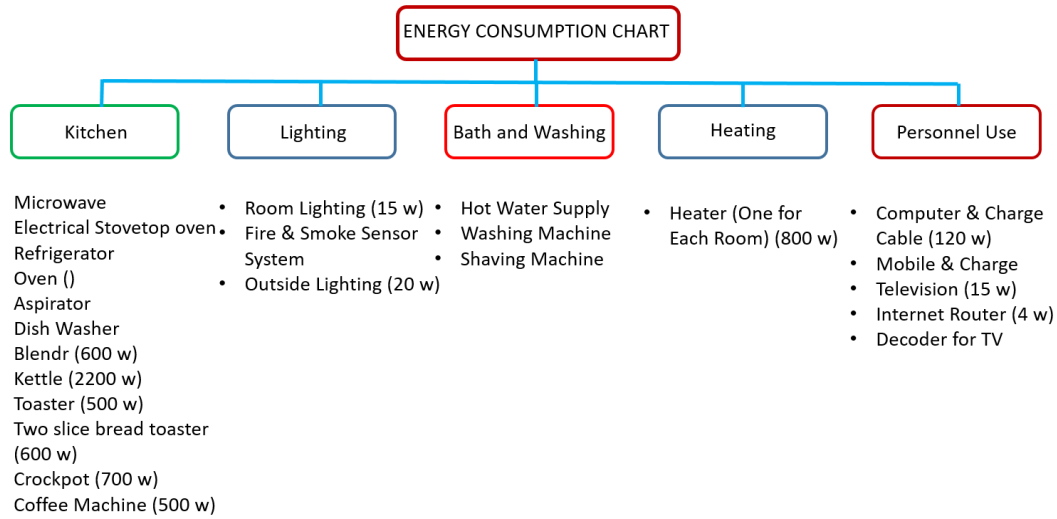 ENERGY CONSUMPTION CHART
Kitchen
Microwave
Electrical Stovetop oven
Refrigerator
Oven ()
Aspirator
Dish Washer
Blendr (600 w)
Kettle (2200 w)
Toaster (500 w)
Two slice bread toaster
(600 w)
Crockpot (700 w)
Coffee Machine (500 w)
Lighting
• Room Lighting (15 w)
• Fire & Smoke Sensor
System
• Outside Lighting (20 w)
Bath and Washing
• Hot Water Supply
• Washing Machine
• Shaving Machine
Heating
• Heater (One for
Each Room) (800 w)
Personnel Use
• Computer & Charge
Cable (120 w)
• Mobile & Charge
• Television (15 w)
• Internet Router (4 w)
• Decoder for TV